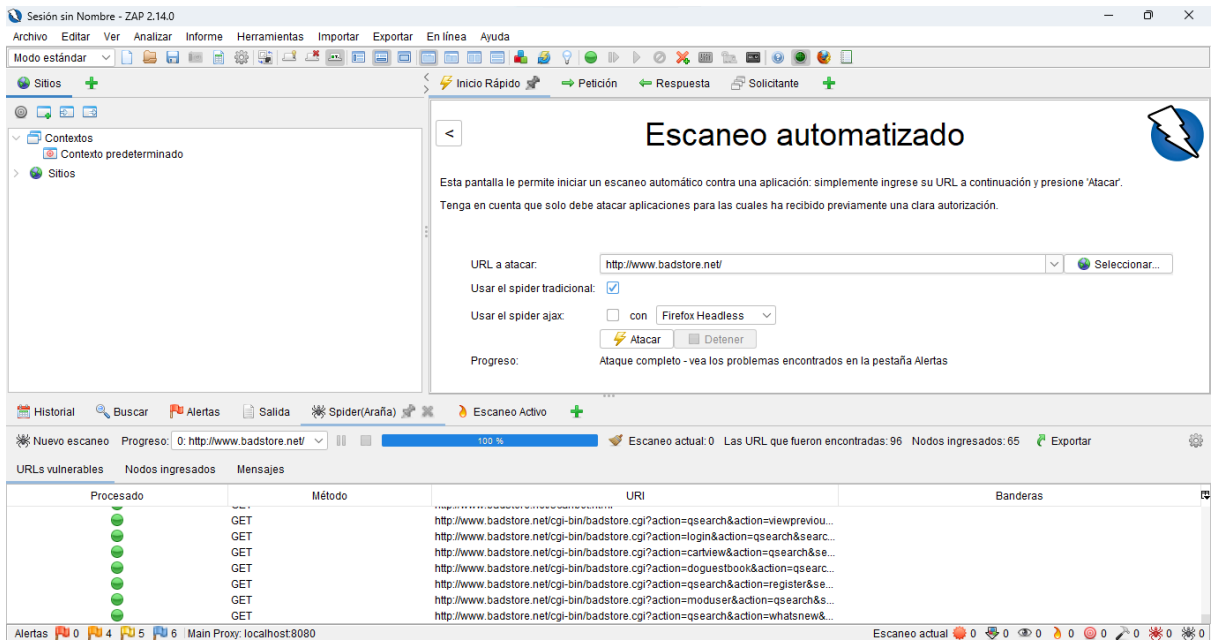 Sesión sin Nombre - ZAP 2.14.0
Archivo Editar Ver Analizar Informe Herramientas Importar Exportar En línea Ayuda
Modo estándar
Sitios
Inicio Rápido Petición Respuesta Solicitante
Contextos
Contexto predeterminado
Sitios
<
Escaneo automatizado
Esta pantalla le permite iniciar un escaneo automático contra una aplicación: simplemente ingrese su URL a continuación y presione 'Atacar'.
Tenga en cuenta que solo debe atacar aplicaciones para las cuales ha recibido previamente una clara autorización.
URL a atacar: http://www.badstore.net/ Seleccionar...
Usar el spider tradicional:
Usar el spider ajax: con Firefox Headless
Atacar Detener
Progreso: Ataque completo - vea los problemas encontrados en la pestaña Alertas
Historial Buscar Alertas Salida Spider(Araña) Escaneo Activo
Nuevo escaneo Progreso: 0: http://www.badstore.net/ 100 % Escaneo actual: 0 Las URL que fueron encontradas: 96 Nodos ingresados: 65 Exportar
URLs vulnerables Nodos ingresados Mensajes
Procesado Método URI Banderas
GET http://www.badstore.net/cgi-bin/badstore.cgi?action=qsearch&action=viewpreviou...
GET http://www.badstore.net/cgi-bin/badstore.cgi?action=login&action=qsearch&searc...
GET http://www.badstore.net/cgi-bin/badstore.cgi?action=cartview&action=qsearch&se...
GET http://www.badstore.net/cgi-bin/badstore.cgi?action=doguestbook&action=qsearc...
GET http://www.badstore.net/cgi-bin/badstore.cgi?action=qsearch&action=register&se...
GET http://www.badstore.net/cgi-bin/badstore.cgi?action=moduser&action=qsearch&s...
GET http://www.badstore.net/cgi-bin/badstore.cgi?action=qsearch&action=whatsnew&...
Alertas 0 4 5 6 Main Proxy: localhost:8080 Escaneo actual 0 0 0 0 0 0 0 0